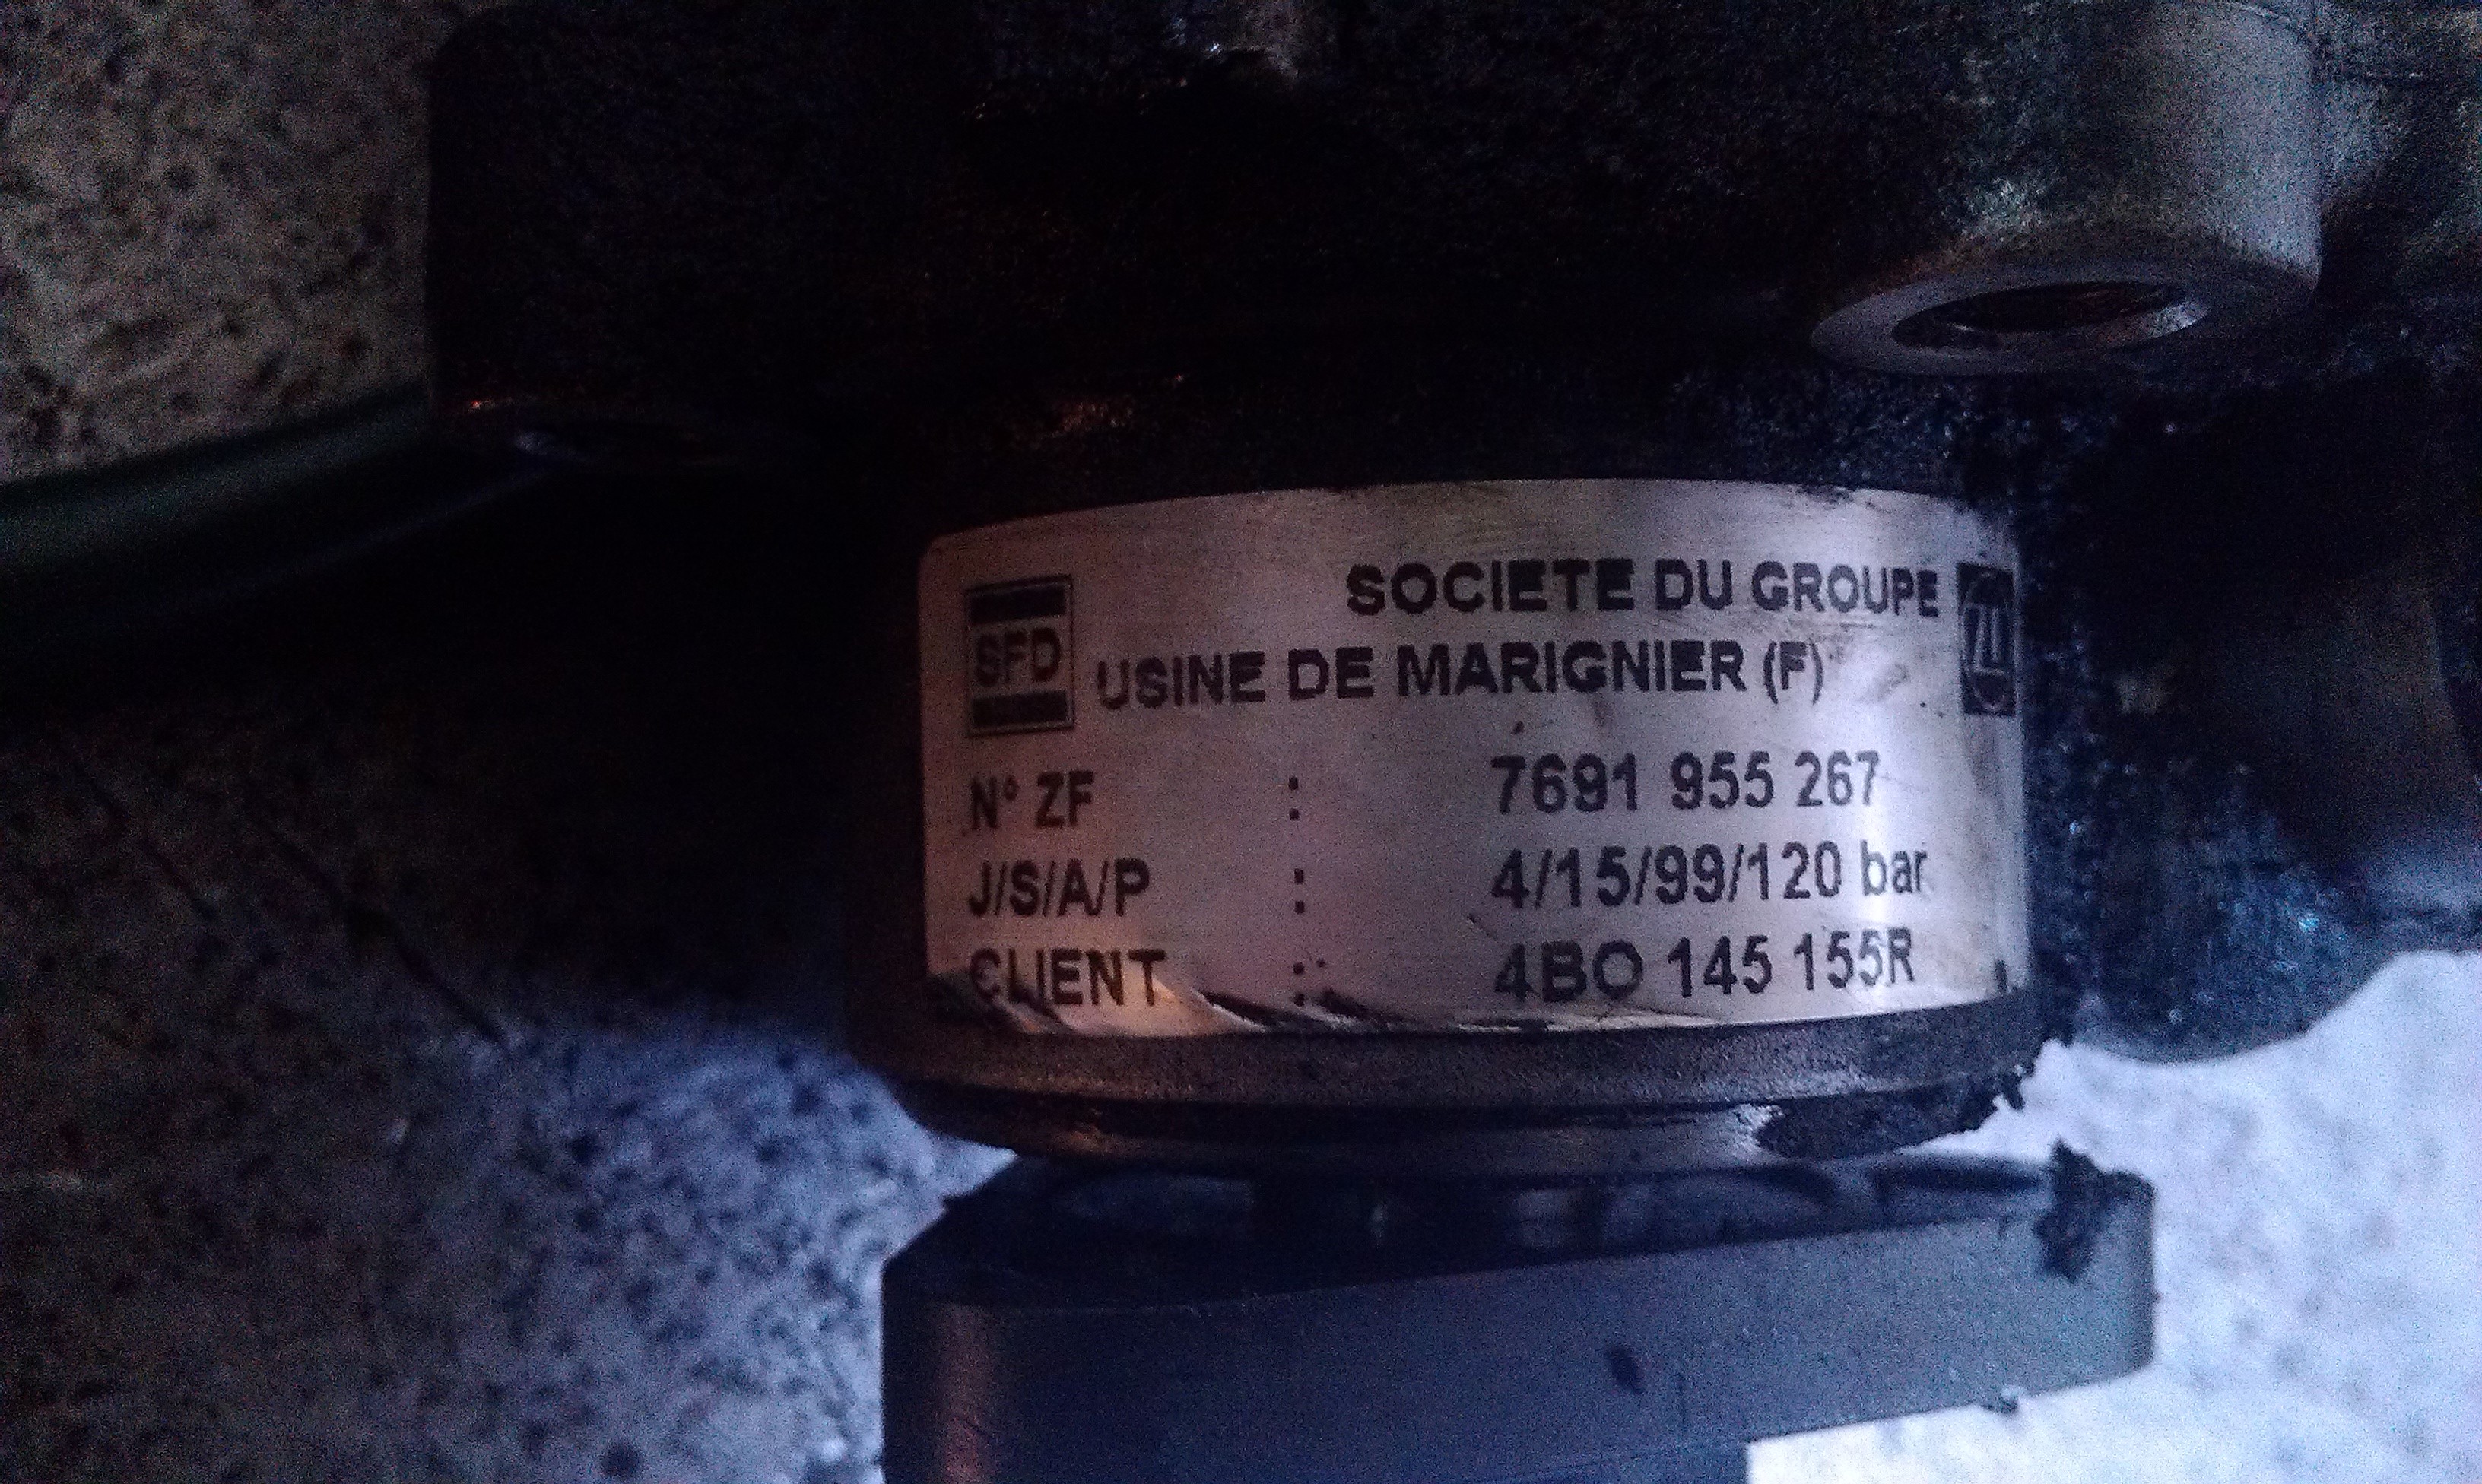 SFD
SOCIETE DU GROUPE ZF
USINE DE MARIGNIER (F)
N° ZF : 7691 955 267
J/S/A/P : 4/15/99/120 bar
CLIENT : 4BO 145 155R